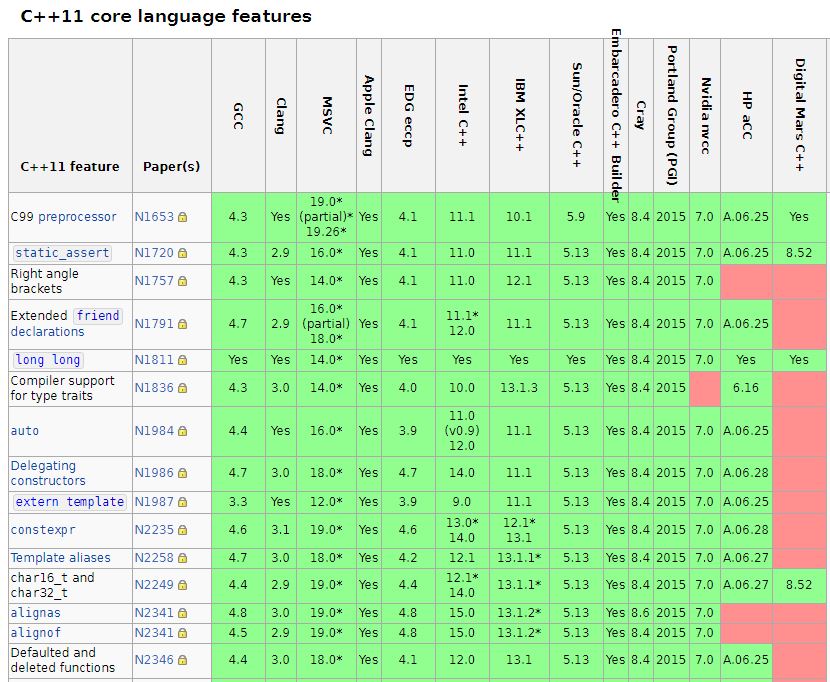 C++11 core language features
C++11 feature Paper(s) GCC Clang MSVC Apple Clang EDG eccp Intel C++ IBM XLC++ Sun/Oracle C++ Embarcadero C++ Builder Cray Portland Group (PGI) Nvidia nvcc HP aCC Digital Mars C++
C99 preprocessor N1653 4.3 Yes 19.0* (partial)* 19.26* Yes 4.1 11.1 10.1 5.9 Yes 8.4 2015 7.0 A.06.25 Yes
static_assert N1720 4.3 2.9 16.0* Yes 4.1 11.0 11.1 5.13 Yes 8.4 2015 7.0 A.06.25 8.52
Right angle brackets N1757 4.3 Yes 14.0* Yes 4.1 11.0 12.1 5.13 Yes 8.4 2015 7.0
Extended friend declarations N1791 4.7 2.9 16.0* (partial) 18.0* Yes 4.1 11.1* 12.0 11.1 5.13 Yes 8.4 2015 7.0 A.06.25
long long N1811 Yes Yes 14.0* Yes Yes Yes Yes Yes Yes 8.4 2015 7.0 Yes Yes
Compiler support for type traits N1836 4.3 3.0 14.0* Yes 4.0 10.0 13.1.3 5.13 Yes 8.4 2015 6.16
auto N1984 4.4 Yes 16.0* Yes 3.9 11.0 (v0.9) 12.0 11.1 5.13 Yes 8.4 2015 7.0 A.06.25
Delegating constructors N1986 4.7 3.0 18.0* Yes 4.7 14.0 11.1 5.13 Yes 8.4 2015 7.0 A.06.28
extern template N1987 3.3 Yes 12.0* Yes 3.9 9.0 11.1 5.13 Yes 8.4 2015 7.0 A.06.25
constexpr N2235 4.6 3.1 19.0* Yes 4.6 13.0* 14.0 12.1* 13.1 5.13 Yes 8.4 2015 7.0 A.06.28
Template aliases N2258 4.7 3.0 18.0* Yes 4.2 12.1 13.1.1* 5.13 Yes 8.4 2015 7.0 A.06.27
char16_t and char32_t N2249 4.4 2.9 19.0* Yes 4.4 12.1* 14.0 13.1.1* 5.13 Yes 8.4 2015 7.0 A.06.27 8.52
alignas N2341 4.8 3.0 19.0* Yes 4.8 15.0 13.1.2* 5.13 Yes 8.6 2015 7.0
alignof N2341 4.5 2.9 19.0* Yes 4.8 15.0 13.1.2* 5.13 Yes 8.4 2015 7.0
Defaulted and deleted functions N2346 4.4 3.0 18.0* Yes 4.1 12.0 13.1 5.13 Yes 8.4 2015 7.0 A.06.25